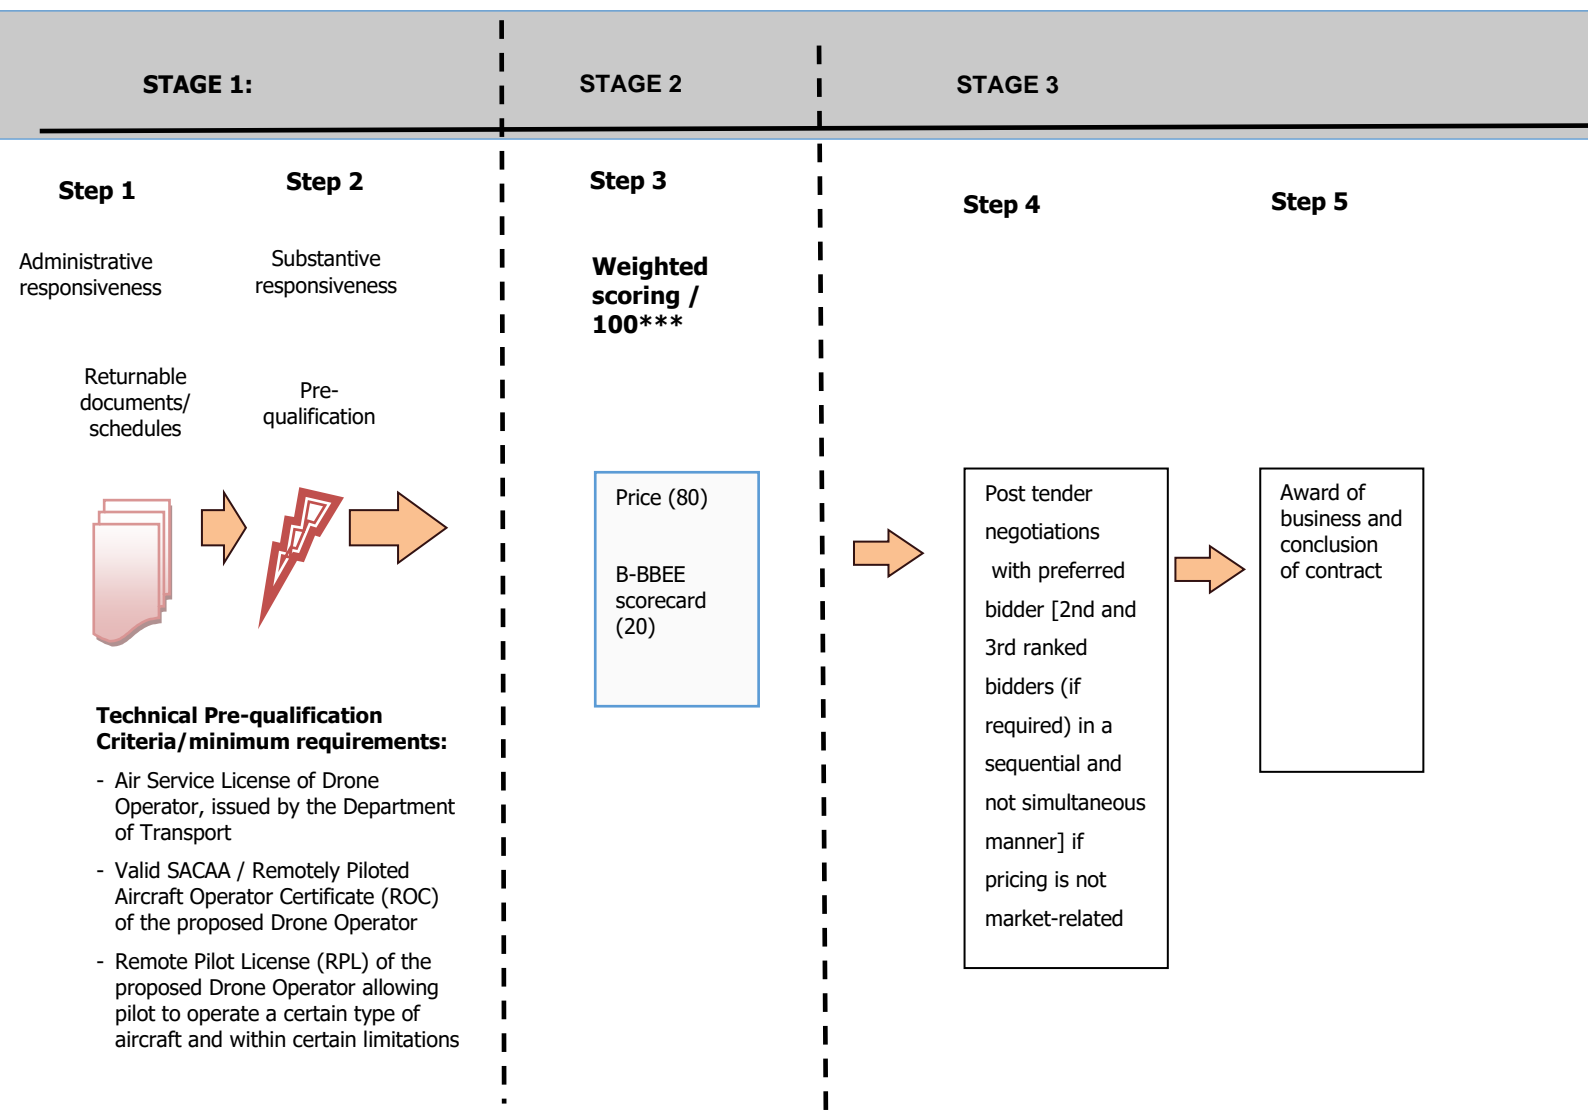 STAGE 1:
STAGE 2
STAGE 3
Step 1
Step 2
Step 3
Step 4
Step 5
Administrative
responsiveness
Substantive
responsiveness
Weighted
scoring /
100***
Returnable
documents/
schedules
Pre-
qualification
Price (80)
B-BBEE
scorecard
(20)
Post tender
negotiations
with preferred
bidder [2nd and
3rd ranked
bidders (if
required) in a
sequential and
not simultaneous
manner] if
pricing is not
market-related
Award of
business and
conclusion
of contract
Technical Pre-qualification
Criteria/minimum requirements:
- Air Service License of Drone
Operator, issued by the Department
of Transport
- Valid SACAA / Remotely Piloted
Aircraft Operator Certificate (ROC)
of the proposed Drone Operator
- Remote Pilot License (RPL) of the
proposed Drone Operator allowing
pilot to operate a certain type of
aircraft and within certain limitations